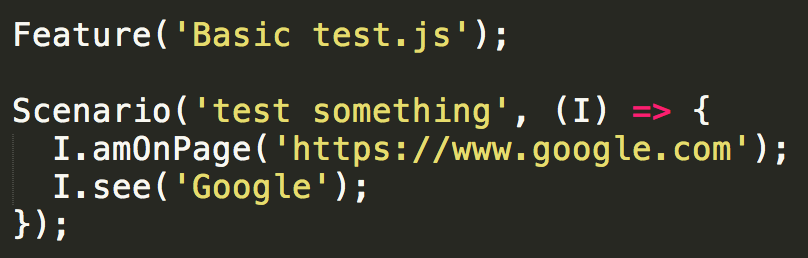 Feature('Basic test.js');
Scenario('test something', (I) => {
I.amOnPage('https://www.google.com');
I.see('Google');
});